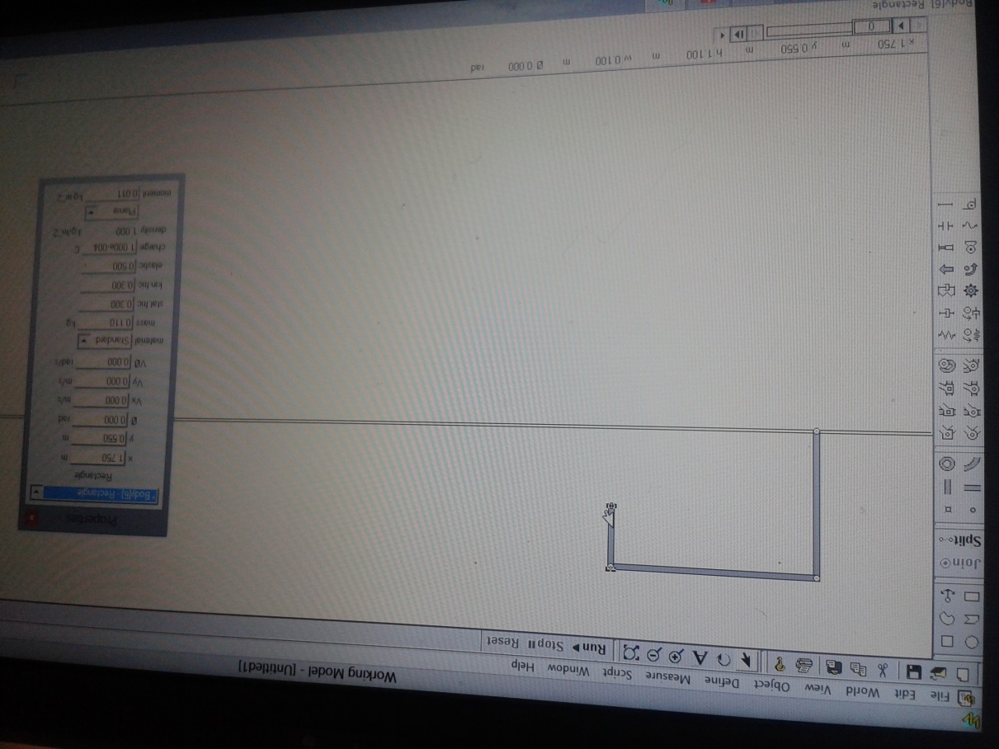 Working Model - [Untitled1]
File Edit World View Object Define Measure Script Window Help
A Run Stop Reset
Join
Split
Properties
Body[6] - Rectangle
Rectangle
x 1.750 m
y 0.550 m
Ø 0.000 rad
Vx 0.000 m/s
Vy 0.000 m/s
VØ 0.000 rad/s
material Standard
mass 0.110 kg
stat.fric 0.300
kin.fric 0.300
elastic 0.500
charge 1.000e-004 C
density 1.000 kg/m^2
Planar
moment 0.011 kg-m^2
x 1.750 m y 0.550 m h 1.100 m w 0.100 m Ø 0.000 rad
0
Body[6] Rectangle